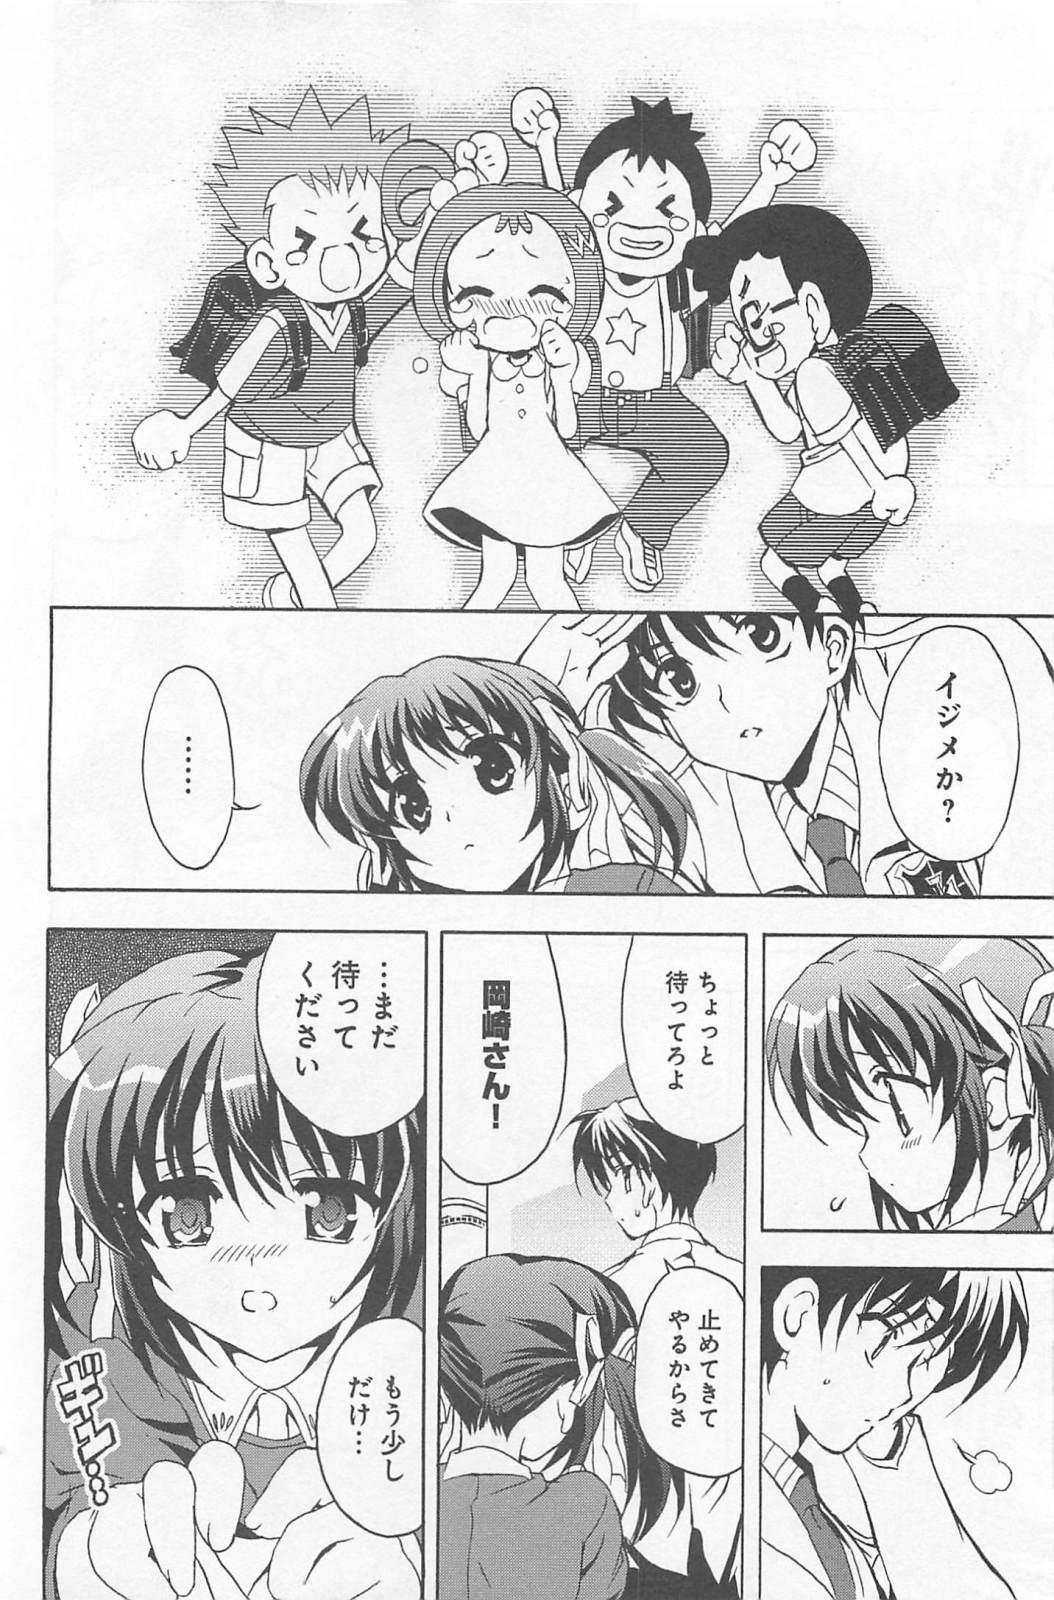 イジメか？
……
ちょっと
待ってろよ
止めてきて
やるからさ
岡崎さん！
…まだ
待って
ください
もう少し
だけ…
ギュ…